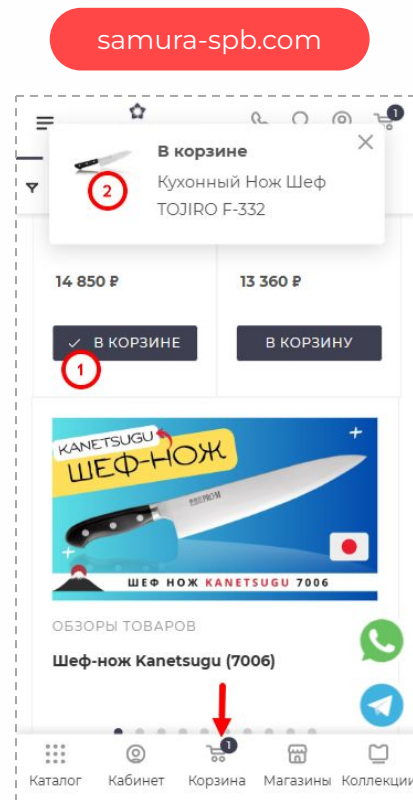 samura-spb.com
1
В корзине
Кухонный Нож Шеф
TOJIRO F-332
2
14 850 ₽
13 360 ₽
В КОРЗИНЕ
В КОРЗИНУ
1
KANETSUGU
ШЕФ-НОЖ
ШЕФ НОЖ KANETSUGU 7006
ОБЗОРЫ ТОВАРОВ
Шеф-нож Kanetsugu (7006)
1
Каталог
Кабинет
Корзина
Магазины
Коллекции